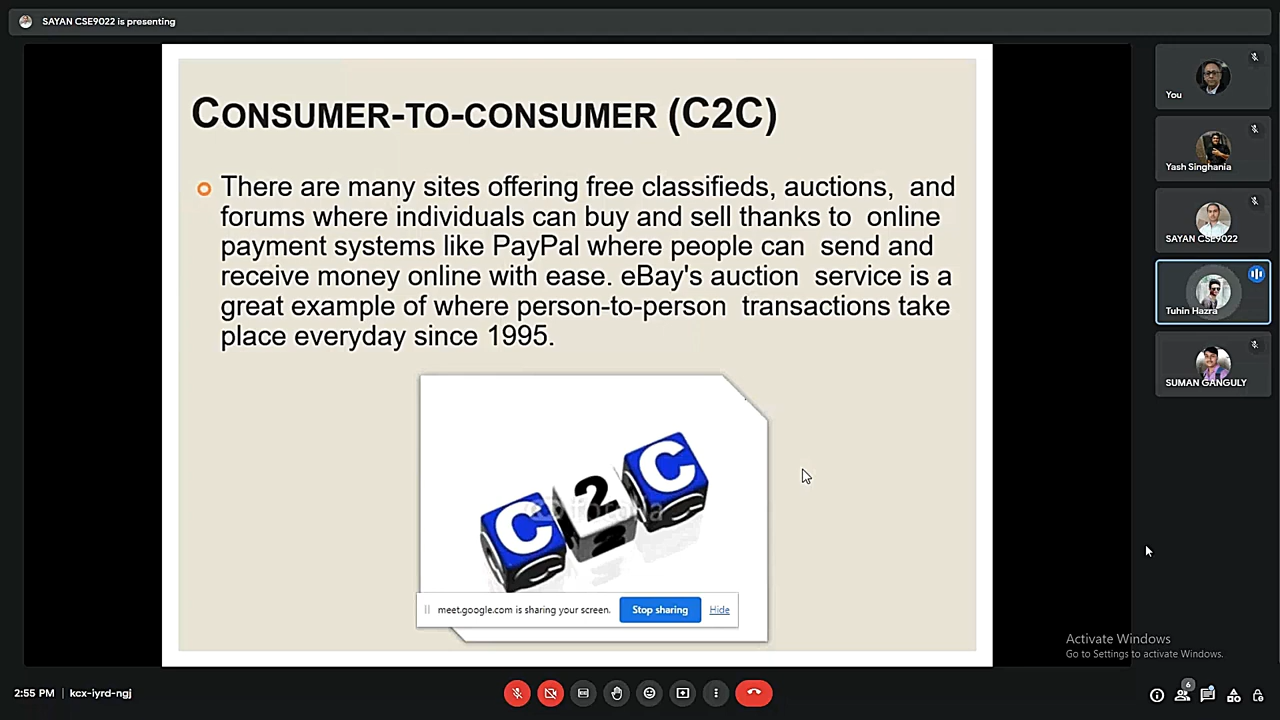 SAYAN CSE9022 is presenting
CONSUMER-TO-CONSUMER (C2C)
There are many sites offering free classifieds, auctions, and
forums where individuals can buy and sell thanks to online
payment systems like PayPal where people can send and
receive money online with ease. eBay's auction service is a
great example of where person-to-person transactions take
place everyday since 1995.
C 2 C
meet.google.com is sharing your screen.
Stop sharing
Hide
You
Yash Singhania
SAYAN CSE9022
Tuhin Hazra
SUMAN GANGULY
Activate Windows
Go to Settings to activate Windows.
2:55 PM | kcx-iyrd-ngj
6